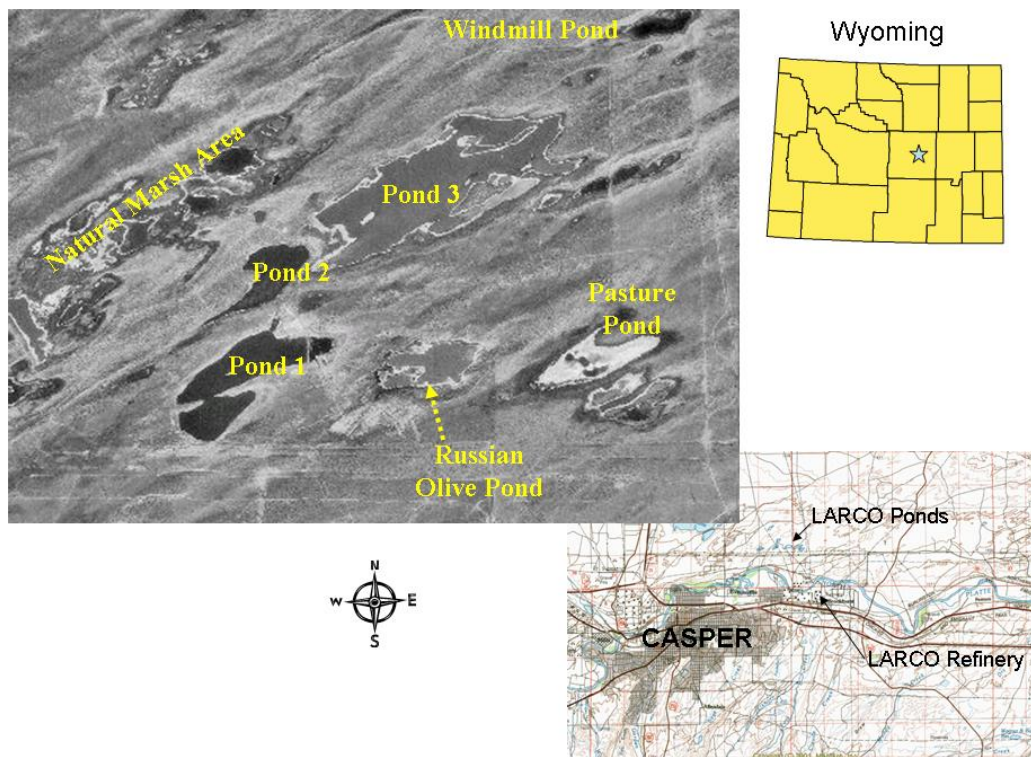 Windmill Pond
Wyoming
Natural Marsh Area
Pond 3
Pond 2
Pasture
Pond
Pond 1
Russian
Olive Pond
LARCO Ponds
N
W
E
S
PLATTE
CASPER
LARCO Refinery